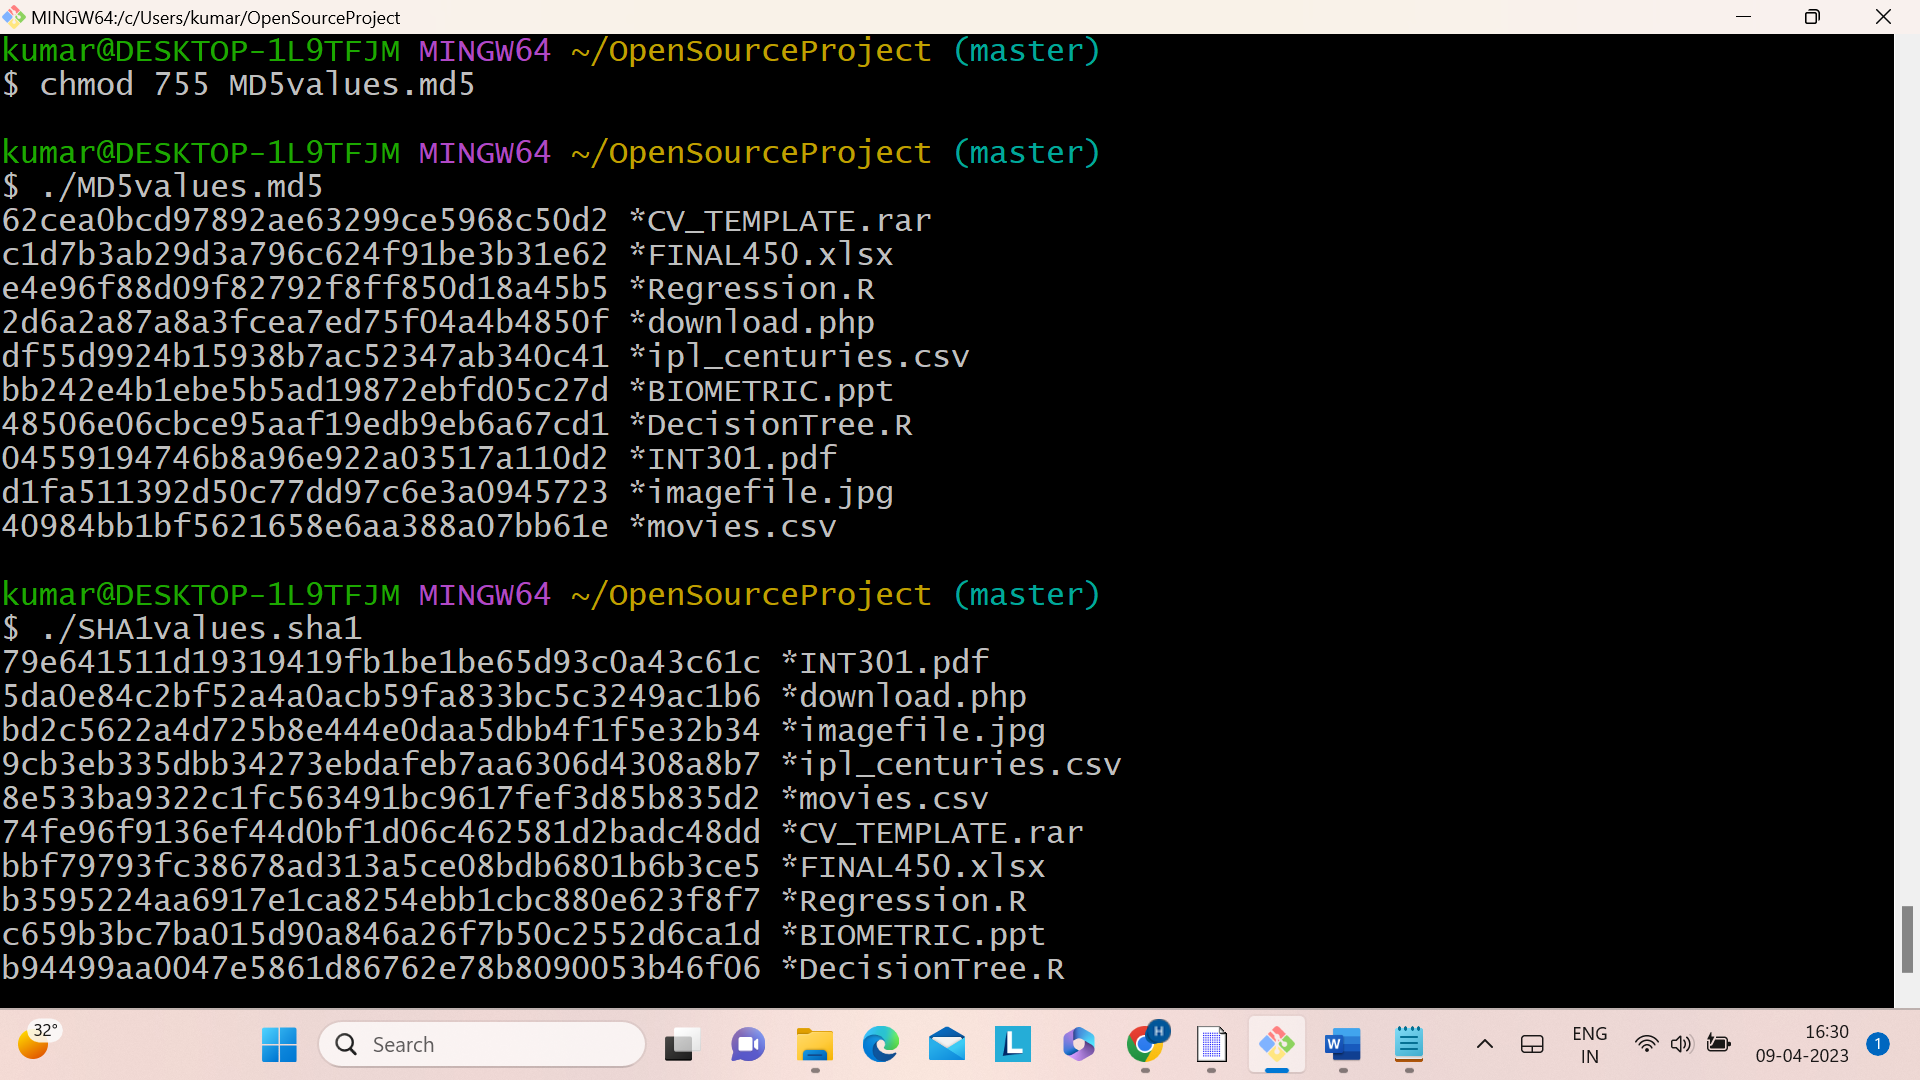 MINGW64:/c/Users/kumar/OpenSourceProject
kumar@DESKTOP-1L9TFJM MINGW64 ~/OpenSourceProject (master)
$ chmod 755 MD5values.md5
kumar@DESKTOP-1L9TFJM MINGW64 ~/OpenSourceProject (master)
$ ./MD5values.md5
62cea0bcd97892ae63299ce5968c50d2 *CV_TEMPLATE.rar
c1d7b3ab29d3a796c624f91be3b31e62 *FINAL450.xlsx
e4e96f88d09f82792f8ff850d18a45b5 *Regression.R
2d6a2a87a8a3fcea7ed75f04a4b4850f *download.php
df55d9924b15938b7ac52347ab340c41 *ipl_centuries.csv
bb242e4b1ebe5b5ad19872ebfd05c27d *BIOMETRIC.ppt
48506e06cbce95aaf19edb9eb6a67cd1 *DecisionTree.R
04559194746b8a96e922a03517a110d2 *INT301.pdf
d1fa511392d50c77dd97c6e3a0945723 *imagefile.jpg
40984bb1bf5621658e6aa388a07bb61e *movies.csv
kumar@DESKTOP-1L9TFJM MINGW64 ~/OpenSourceProject (master)
$ ./SHA1values.sha1
79e641511d19319419fb1be1be65d93c0a43c61c *INT301.pdf
5da0e84c2bf52a4a0acb59fa833bc5c3249ac1b6 *download.php
bd2c5622a4d725b8e444e0daa5dbb4f1f5e32b34 *imagefile.jpg
9cb3eb335dbb34273ebdafeb7aa6306d4308a8b7 *ipl_centuries.csv
8e533ba9322c1fc563491bc9617fef3d85b835d2 *movies.csv
74fe96f9136ef44d0bf1d06c462581d2badc48dd *CV_TEMPLATE.rar
bbf79793fc38678ad313a5ce08bdb6801b6b3ce5 *FINAL450.xlsx
b3595224aa6917e1ca8254ebb1cbc880e623f8f7 *Regression.R
c659b3bc7ba015d90a846a26f7b50c2552d6ca1d *BIOMETRIC.ppt
b94499aa0047e5861d86762e78b8090053b46f06 *DecisionTree.R
32°
Search
L
H
W
ENG
IN
16:30
09-04-2023
1